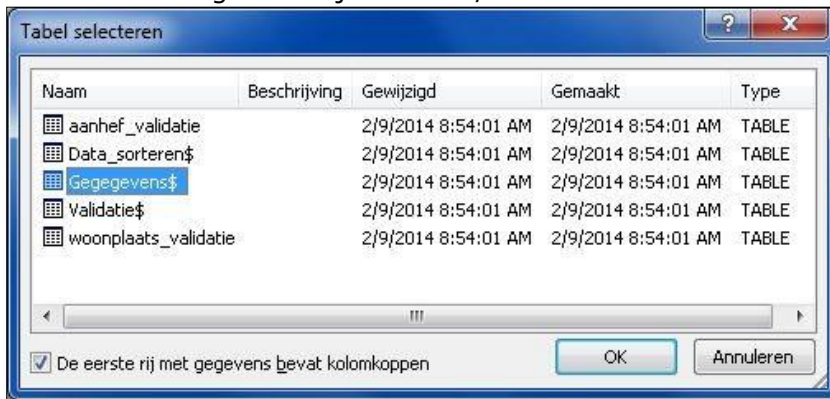 Tabel selecteren
Naam Beschrijving Gewijzigd Gemaakt Type
aanhef_validatie 2/9/2014 8:54:01 AM 2/9/2014 8:54:01 AM TABLE
Data_sorteren$ 2/9/2014 8:54:01 AM 2/9/2014 8:54:01 AM TABLE
Gegegevens$ 2/9/2014 8:54:01 AM 2/9/2014 8:54:01 AM TABLE
Validatie$ 2/9/2014 8:54:01 AM 2/9/2014 8:54:01 AM TABLE
woonplaats_validatie 2/9/2014 8:54:01 AM 2/9/2014 8:54:01 AM TABLE
De eerste rij met gegevens bevat kolomkoppen OK Annuleren